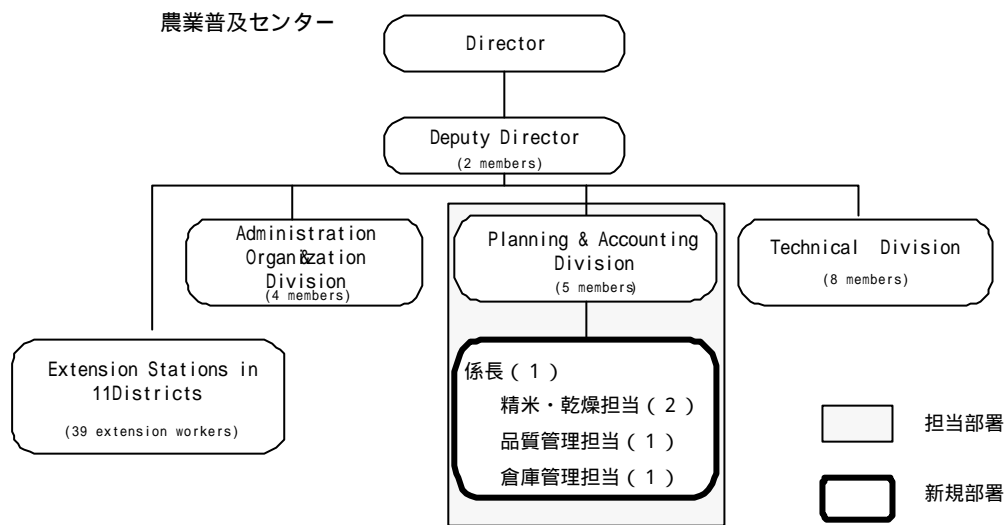 農業普及センター
Director
Deputy Director
(2 members)
Administration
Organ&ization
Division
(4 members)
Planning & Accounting
Division
(5 members)
Technical Division
(8 members)
Extension Stations in
11Districts
(39 extension workers)
係長(1)
精米・乾燥担当(2)
品質管理担当(1)
倉庫管理担当(1)
担当部署
新規部署